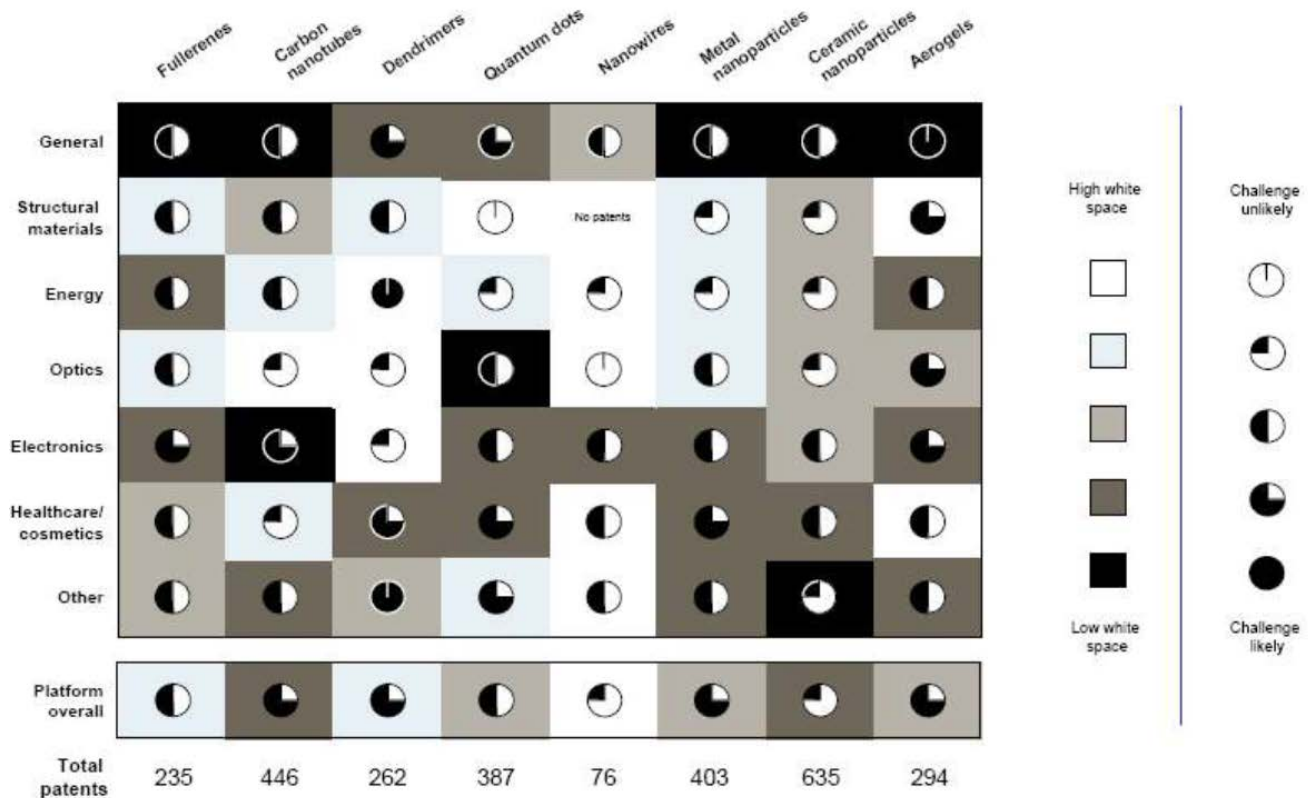 Fullerenes
Carbon
nanotubes
Dendrimers
Quantum dots
Nanowires
Metal
nanoparticles
Ceramic
nanoparticles
Aerogels
General
Structural
materials
No patents
Energy
Optics
Electronics
Healthcare/
cosmetics
Other
Platform
overall
Total
patents
235
446
262
387
76
403
635
294
High white
space
Challenge
unlikely
Low white
space
Challenge
likely